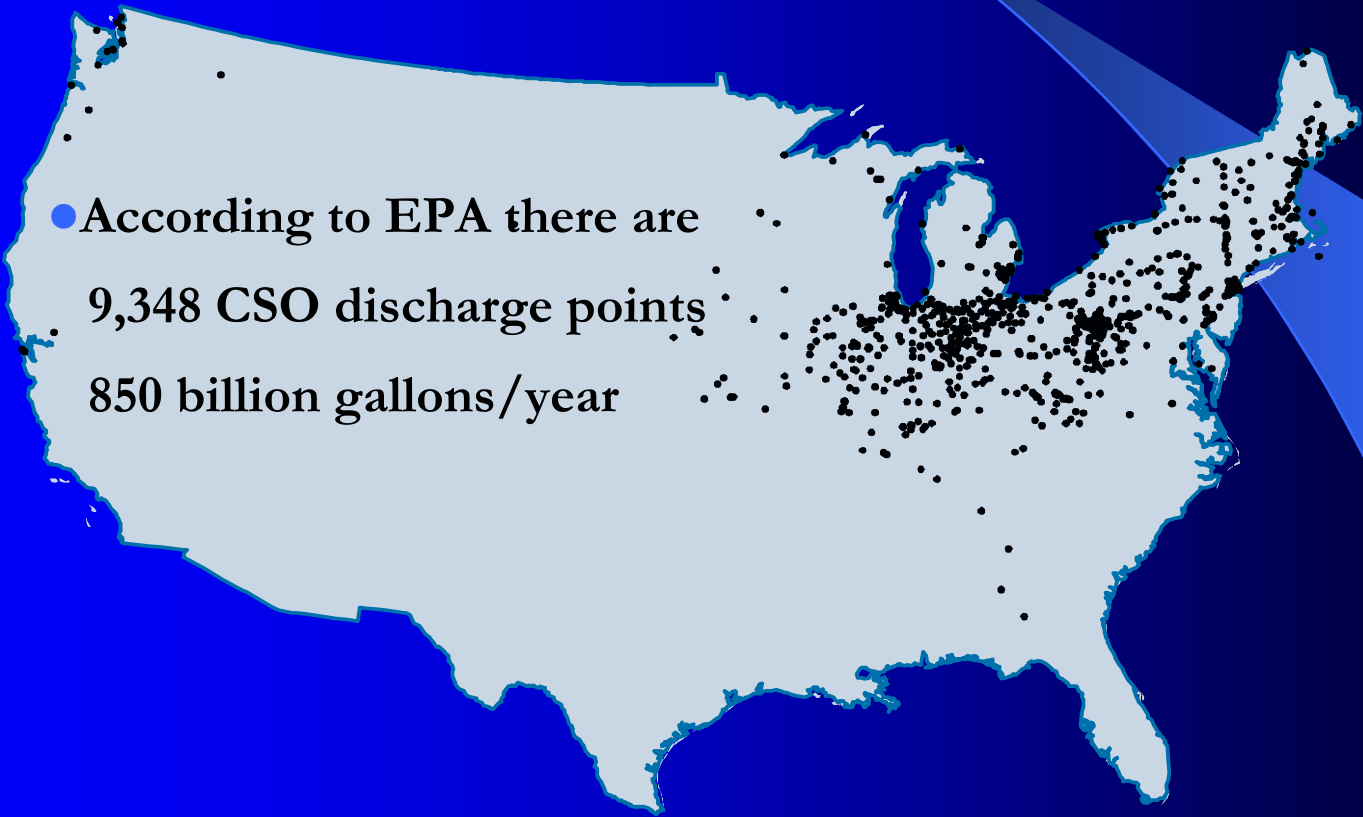 According to EPA there are
9,348 CSO discharge points
850 billion gallons/year